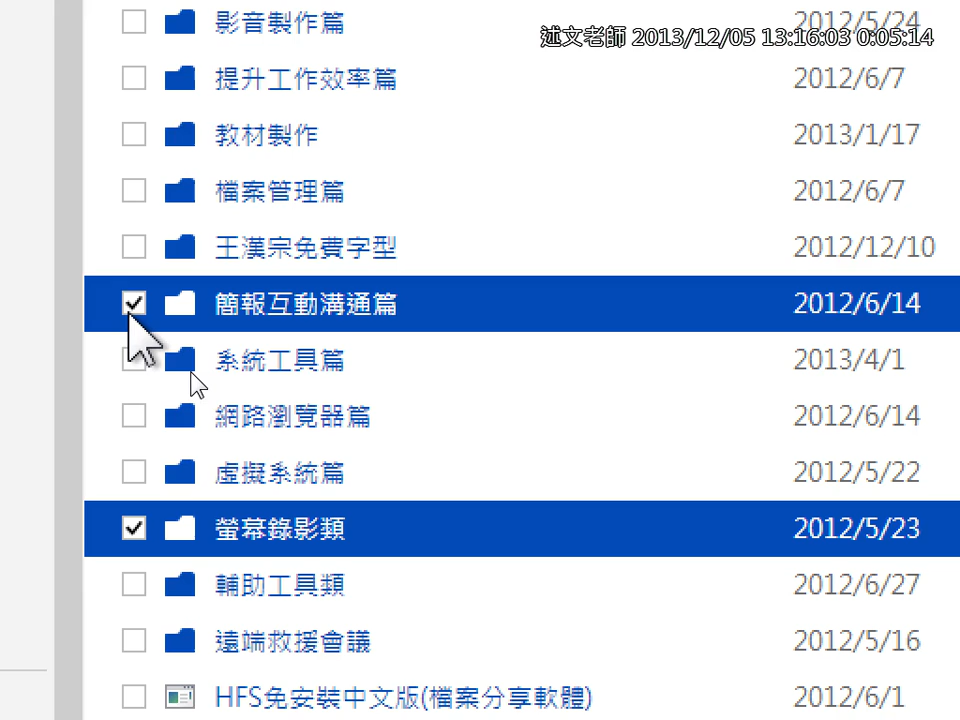 影音製作篇 2012/5/24
述文老師 2013/12/05 13:16:03 0:05:14
提升工作效率篇 2012/6/7
教材製作 2013/1/17
檔案管理篇 2012/6/7
王漢宗免費字型 2012/12/10
簡報互動溝通篇 2012/6/14
系統工具篇 2013/4/1
網路瀏覽器篇 2012/6/14
虛擬系統篇 2012/5/22
螢幕錄影類 2012/5/23
輔助工具類 2012/6/27
遠端救援會議 2012/5/16
HFS免安裝中文版(檔案分享軟體) 2012/6/1